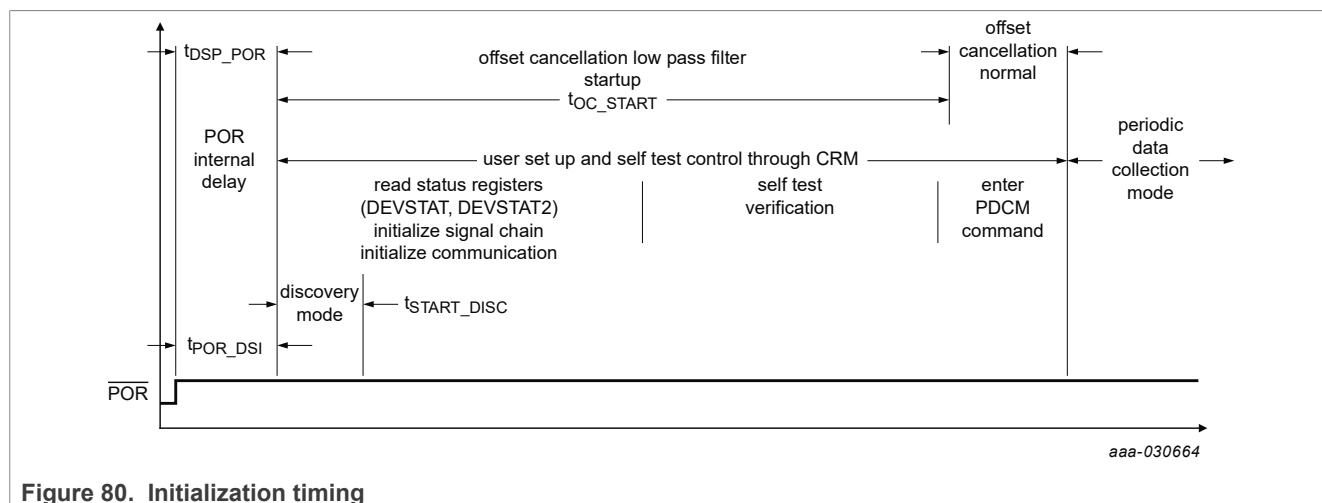 tDSP_POR
offset
cancellation
normal
offset cancellation low pass filter
startup
tOC_START
POR
internal
delay
periodic
data
collection
mode
user set up and self test control through CRM
read status registers
(DEVSTAT, DEVSTAT2)
initialize signal chain
initialize communication
self test
verification
enter
PDCM
command
discovery
mode
tSTART_DISC
tPOR_DSI
POR
aaa-030664
Figure 80. Initialization timing